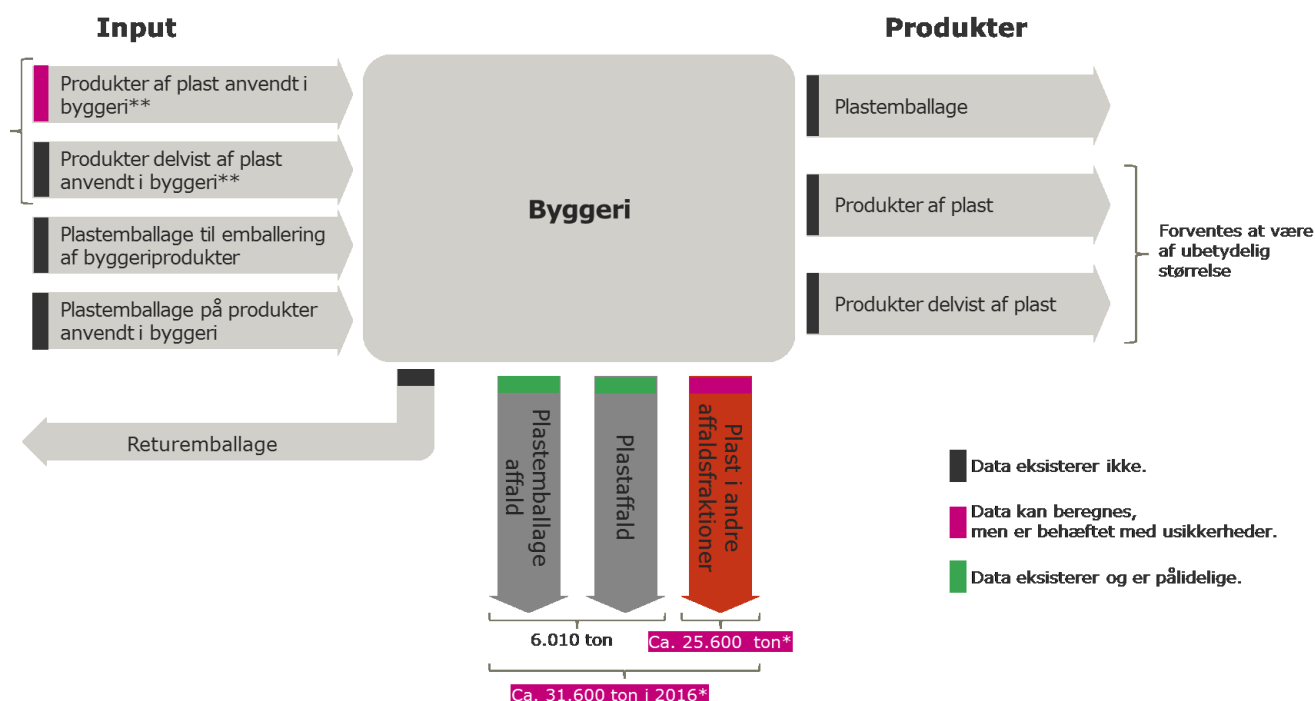 Input
Produkter af plast anvendt i
byggeri**
Produkter delvist af plast
anvendt i byggeri**
Plastemballage til emballering
af byggeriprodukter
Plastemballage på produkter
anvendt i byggeri
Returemballage
Byggeri
Plastemballage
affald
Plastaffald
Plast i andre
affaldsfraktioner
6.010 ton
Ca. 25.600 ton*
Ca. 31.600 ton i 2016*
Produkter
Plastemballage
Produkter af plast
Produkter delvist af plast
Forventes at være
af ubetydelig
størrelse
Data eksisterer ikke.
Data kan beregnes,
men er behæftet med usikkerheder.
Data eksisterer og er pålidelige.